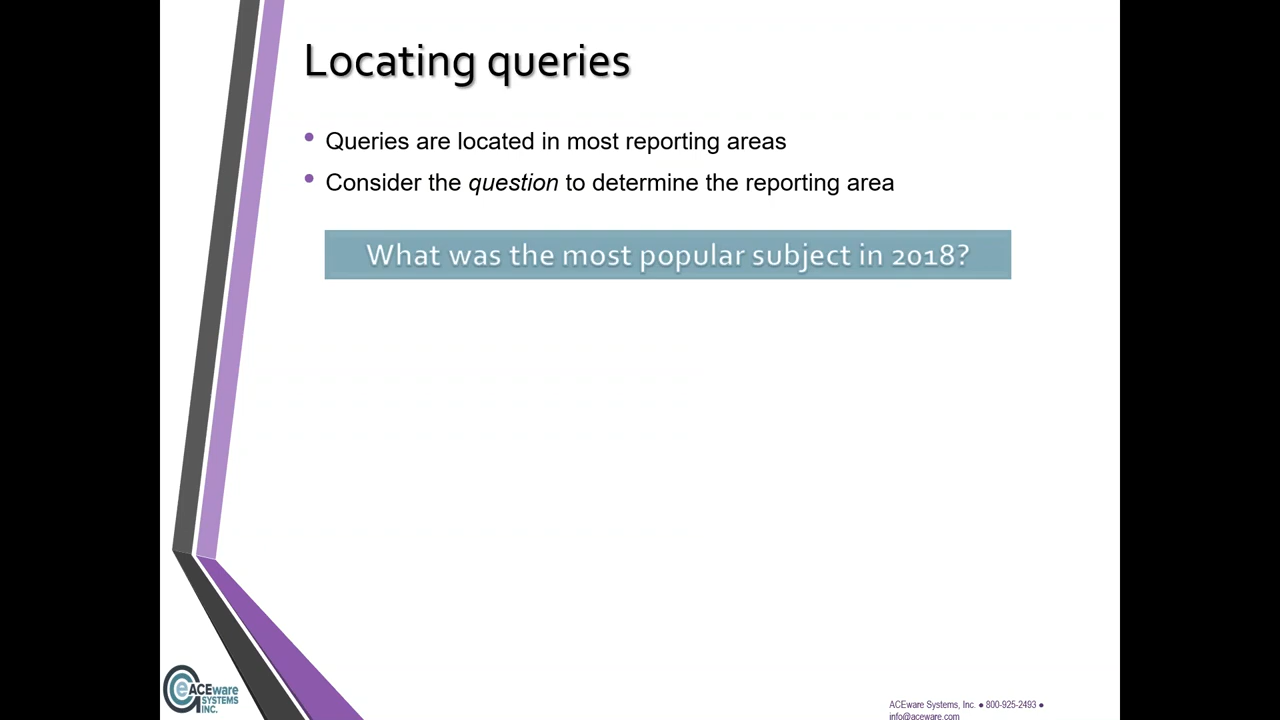 Locating queries
• Queries are located in most reporting areas
• Consider the question to determine the reporting area
What was the most popular subject in 2018?
ACEware
SYSTEMS
INC.
ACEware Systems, Inc. ● 800-925-2493 ●
info@aceware.com